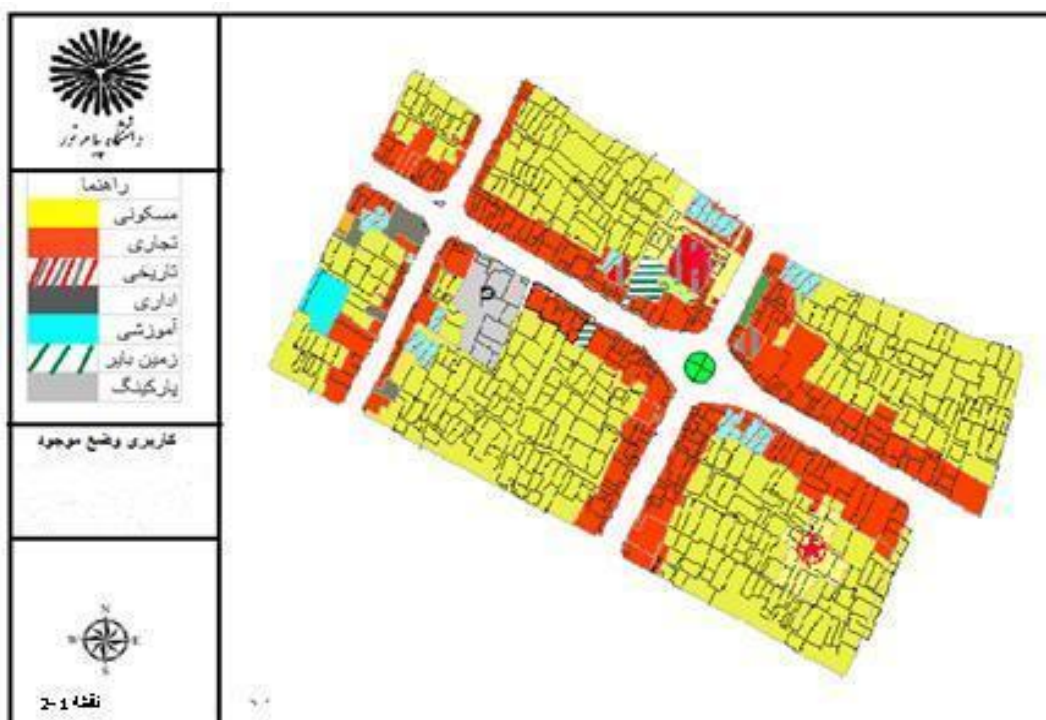 دانشگاه پیام نور
راهنما
مسکونی
تجاری
تاریخی
اداری
آموزشی
زمین بایر
پارکینگ
کاربری وضع موجود
N
W E
S
نقشه 1-2
P